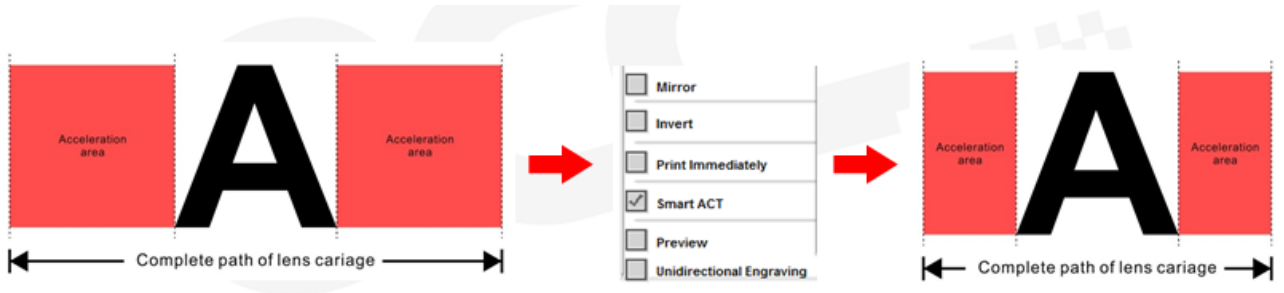 Acceleration
area
A
Acceleration
area
Complete path of lens cariage
Mirror
Invert
Print Immediately
Smart ACT
Preview
Unidirectional Engraving
Acceleration
area
A
Acceleration
area
Complete path of lens cariage